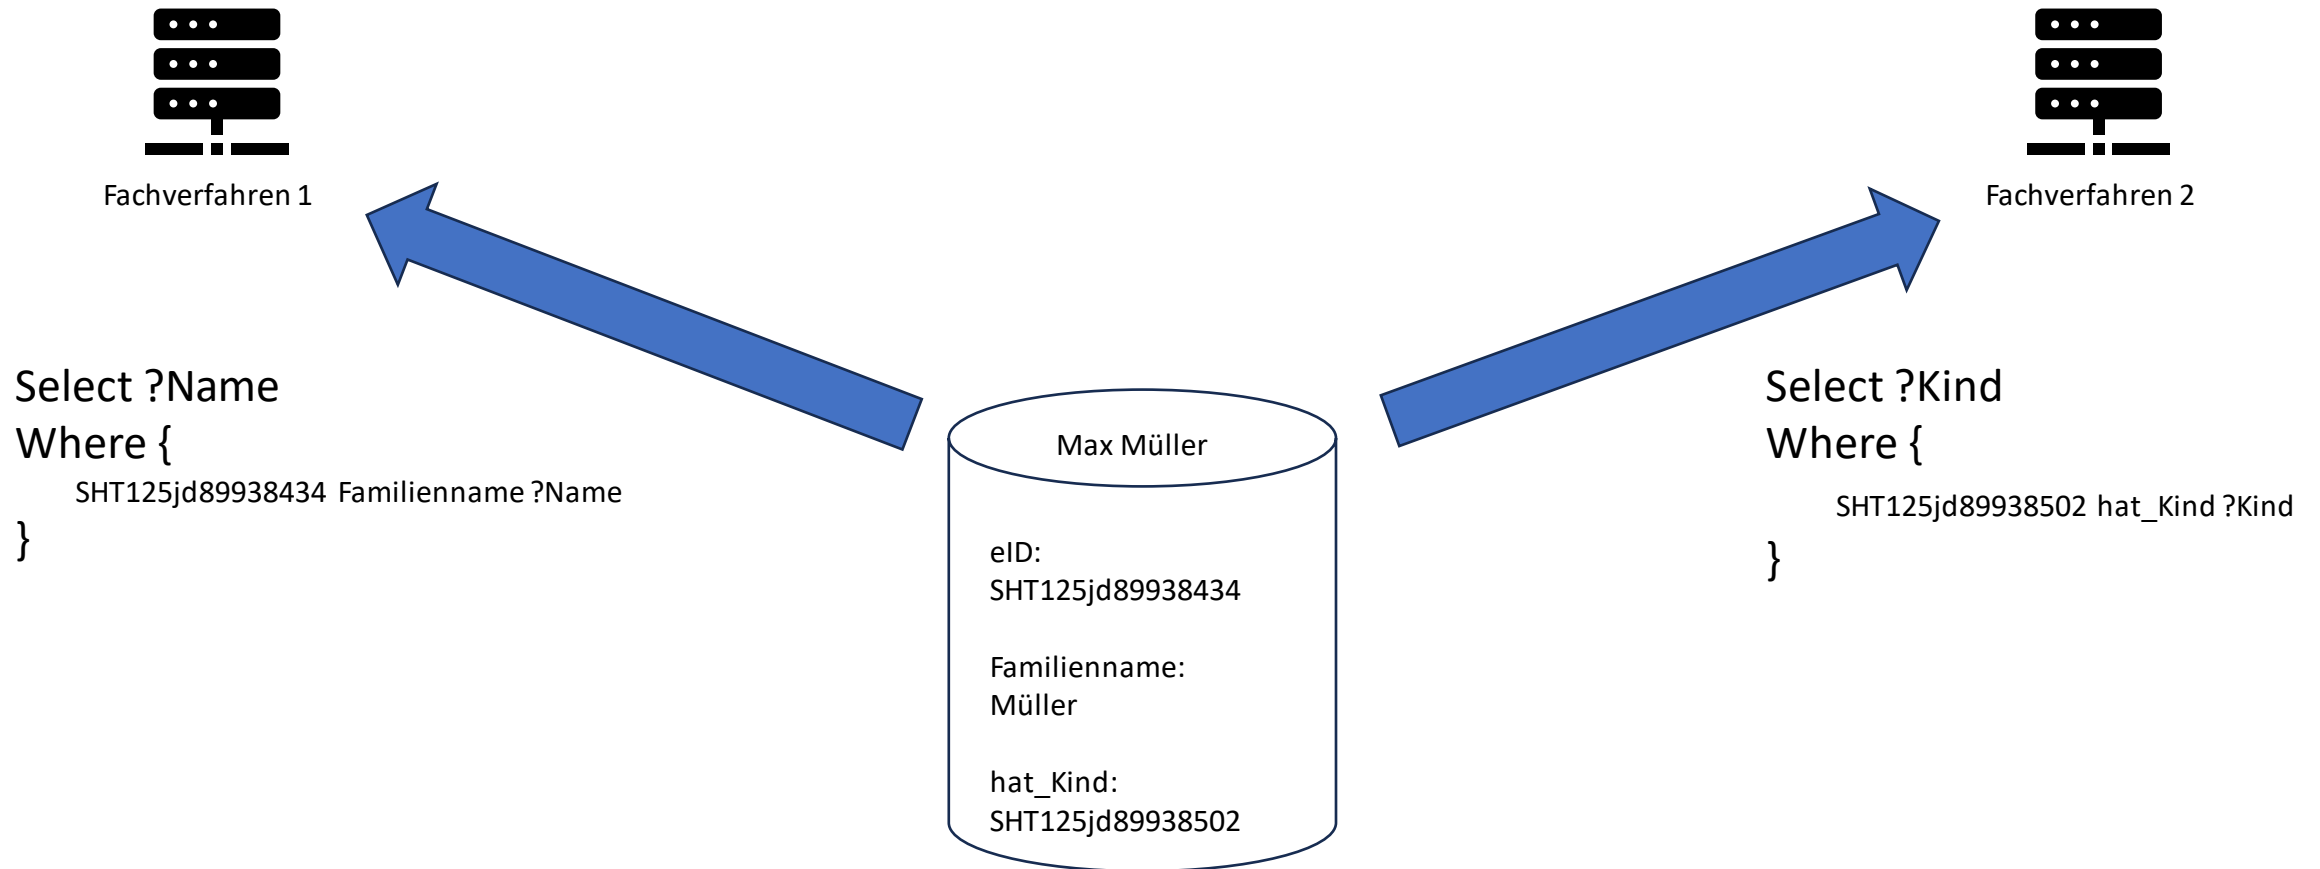 Fachverfahren 1
Fachverfahren 2
Select ?Name
Where {
SHT125jd89938434 Familienname ?Name
}
Max Müller
eID:
SHT125jd89938434
Familienname:
Müller
hat_Kind:
SHT125jd89938502
Select ?Kind
Where {
SHT125jd89938502 hat_Kind ?Kind
}